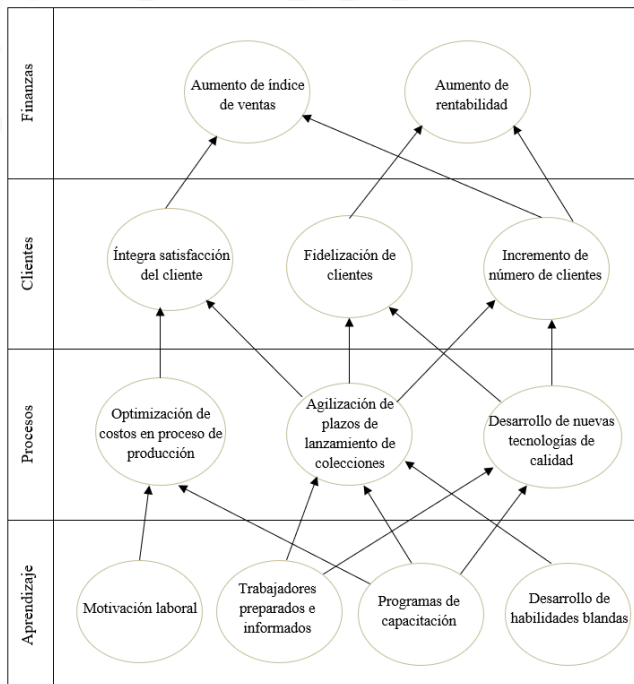 Finanzas
Aumento de índice
de ventas
Aumento de
rentabilidad
Clientes
Íntegra satisfacción
del cliente
Fidelización de
clientes
Incremento de
número de clientes
Procesos
Optimización de
costos en proceso de
producción
Agilización de
plazos de
lanzamiento de
colecciones
Desarrollo de nuevas
tecnologías de
calidad
Aprendizaje
Motivación laboral
Trabajadores
preparados e
informados
Programas de
capacitación
Desarrollo de
habilidades blandas